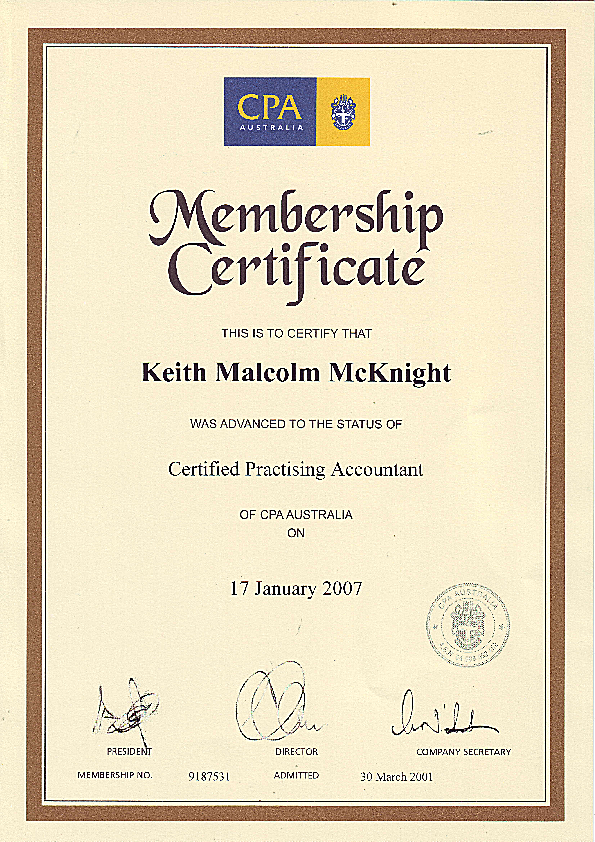 CPA
AUSTRALIA
Membership
Certificate
THIS IS TO CERTIFY THAT
Keith Malcolm McKnight
WAS ADVANCED TO THE STATUS OF
Certified Practising Accountant
OF CPA AUSTRALIA
ON
17 January 2007
CPA AUSTRALIA
PRESIDENT DIRECTOR COMPANY SECRETARY
MEMBERSHIP NO. 9187531 ADMITTED 30 March 2001